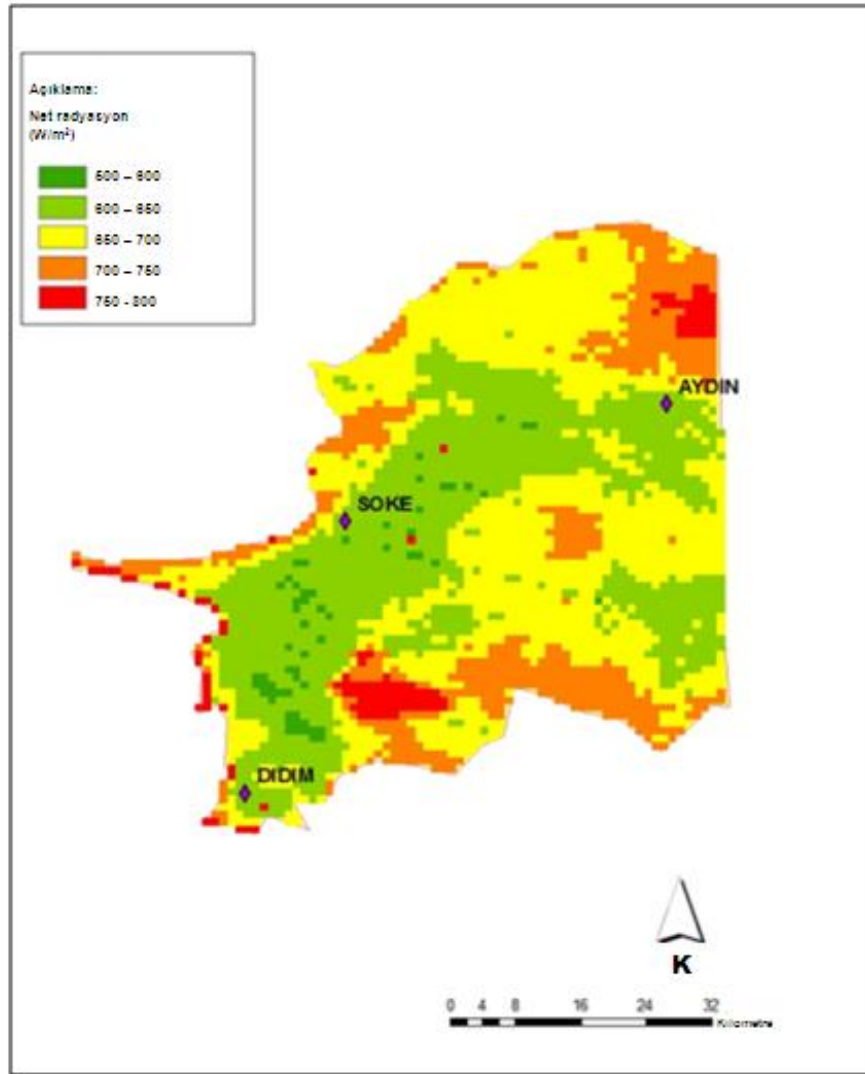 Açıklama:
Net radyasyon
(W/m²)
500 – 600
600 – 650
650 – 700
700 – 750
750 - 800
AYDIN
SOKE
DIDIM
K
0 4 8 16 24 32
Kilometre